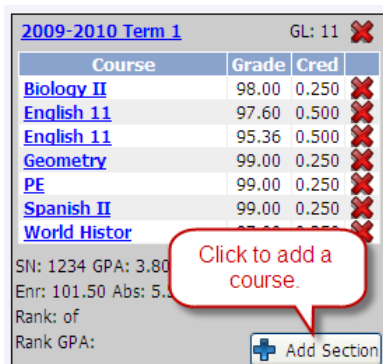 2009-2010 Term 1 GL: 11
Course Grade Cred
Biology II 98.00 0.250
English 11 97.60 0.500
English 11 95.36 0.500
Geometry 99.00 0.250
PE 99.00 0.250
Spanish II 99.00 0.250
World Histor
Click to add a
course.
SN: 1234 GPA: 3.80
Enr: 101.50 Abs: 5.
Rank: of
Rank GPA:
Add Section